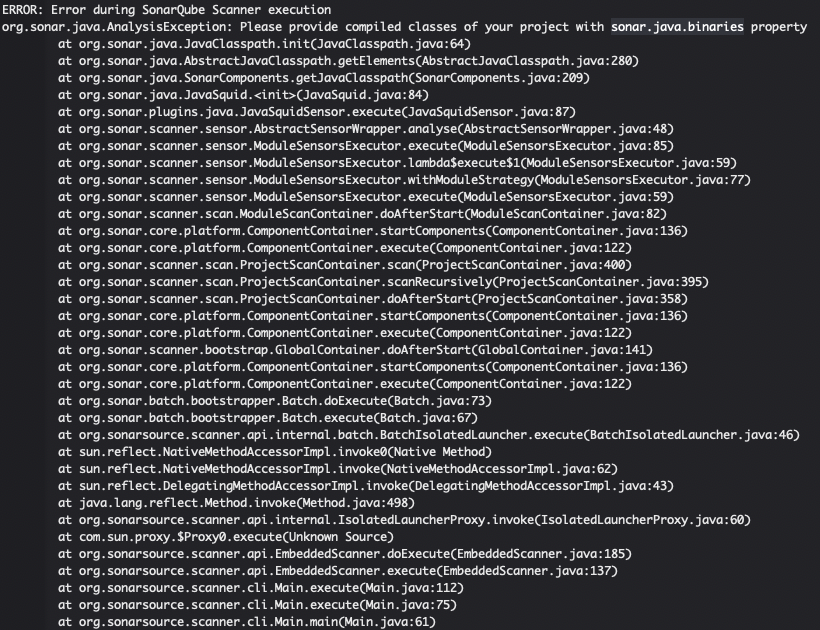 ERROR: Error during SonarQube Scanner execution
org.sonar.java.AnalysisException: Please provide compiled classes of your project with sonar.java.binaries property
at org.sonar.java.JavaClasspath.init(JavaClasspath.java:64)
at org.sonar.java.AbstractJavaClasspath.getElements(AbstractJavaClasspath.java:280)
at org.sonar.java.SonarComponents.getJavaClasspath(SonarComponents.java:209)
at org.sonar.java.JavaSquid.<init>(JavaSquid.java:84)
at org.sonar.plugins.java.JavaSquidSensor.execute(JavaSquidSensor.java:87)
at org.sonar.scanner.sensor.AbstractSensorWrapper.analyse(AbstractSensorWrapper.java:48)
at org.sonar.scanner.sensor.ModuleSensorsExecutor.execute(ModuleSensorsExecutor.java:85)
at org.sonar.scanner.sensor.ModuleSensorsExecutor.lambda$execute$1(ModuleSensorsExecutor.java:59)
at org.sonar.scanner.sensor.ModuleSensorsExecutor.withModuleStrategy(ModuleSensorsExecutor.java:77)
at org.sonar.scanner.sensor.ModuleSensorsExecutor.execute(ModuleSensorsExecutor.java:59)
at org.sonar.scanner.scan.ModuleScanContainer.doAfterStart(ModuleScanContainer.java:82)
at org.sonar.core.platform.ComponentContainer.startComponents(ComponentContainer.java:136)
at org.sonar.core.platform.ComponentContainer.execute(ComponentContainer.java:122)
at org.sonar.scanner.scan.ProjectScanContainer.scan(ProjectScanContainer.java:400)
at org.sonar.scanner.scan.ProjectScanContainer.scanRecursively(ProjectScanContainer.java:395)
at org.sonar.scanner.scan.ProjectScanContainer.doAfterStart(ProjectScanContainer.java:358)
at org.sonar.core.platform.ComponentContainer.startComponents(ComponentContainer.java:136)
at org.sonar.core.platform.ComponentContainer.execute(ComponentContainer.java:122)
at org.sonar.scanner.bootstrap.GlobalContainer.doAfterStart(GlobalContainer.java:141)
at org.sonar.core.platform.ComponentContainer.startComponents(ComponentContainer.java:136)
at org.sonar.core.platform.ComponentContainer.execute(ComponentContainer.java:122)
at org.sonar.batch.bootstrapper.Batch.doExecute(Batch.java:73)
at org.sonar.batch.bootstrapper.Batch.execute(Batch.java:67)
at org.sonarsource.scanner.api.internal.batch.BatchIsolatedLauncher.execute(BatchIsolatedLauncher.java:46)
at sun.reflect.NativeMethodAccessorImpl.invoke0(Native Method)
at sun.reflect.NativeMethodAccessorImpl.invoke(NativeMethodAccessorImpl.java:62)
at sun.reflect.DelegatingMethodAccessorImpl.invoke(DelegatingMethodAccessorImpl.java:43)
at java.lang.reflect.Method.invoke(Method.java:498)
at org.sonarsource.scanner.api.internal.IsolatedLauncherProxy.invoke(IsolatedLauncherProxy.java:60)
at com.sun.proxy.$Proxy0.execute(Unknown Source)
at org.sonarsource.scanner.api.EmbeddedScanner.doExecute(EmbeddedScanner.java:185)
at org.sonarsource.scanner.api.EmbeddedScanner.execute(EmbeddedScanner.java:137)
at org.sonarsource.scanner.cli.Main.execute(Main.java:112)
at org.sonarsource.scanner.cli.Main.execute(Main.java:75)
at org.sonarsource.scanner.cli.Main.main(Main.java:61)